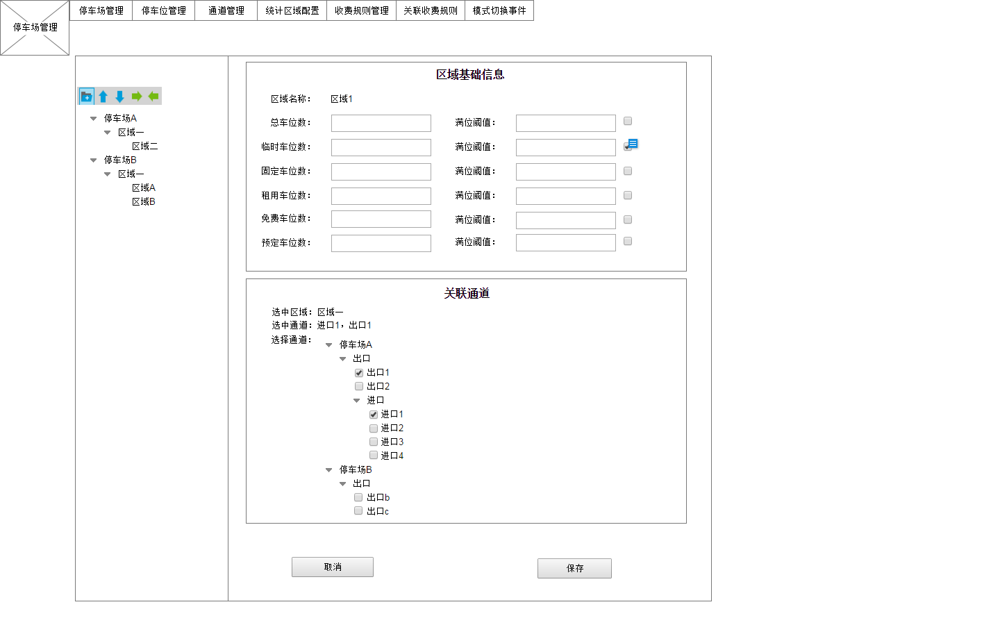 停车场管理
停车场管理 停车位管理 通道管理 统计区域配置 收费规则管理 关联收费规则 模式切换事件
停车场A
区域一
区域二
停车场B
区域一
区域A
区域B
区域基础信息
区域名称： 区域1
总车位数： 满位阈值：
临时车位数： 满位阈值：
固定车位数： 满位阈值：
租用车位数： 满位阈值：
免费车位数： 满位阈值：
预定车位数： 满位阈值：
关联通道
选中区域：区域一
选中通道：进口1，出口1
选择通道：
停车场A
出口
出口1
出口2
进口
进口1
进口2
进口3
进口4
停车场B
出口
出口b
出口c
取消 保存